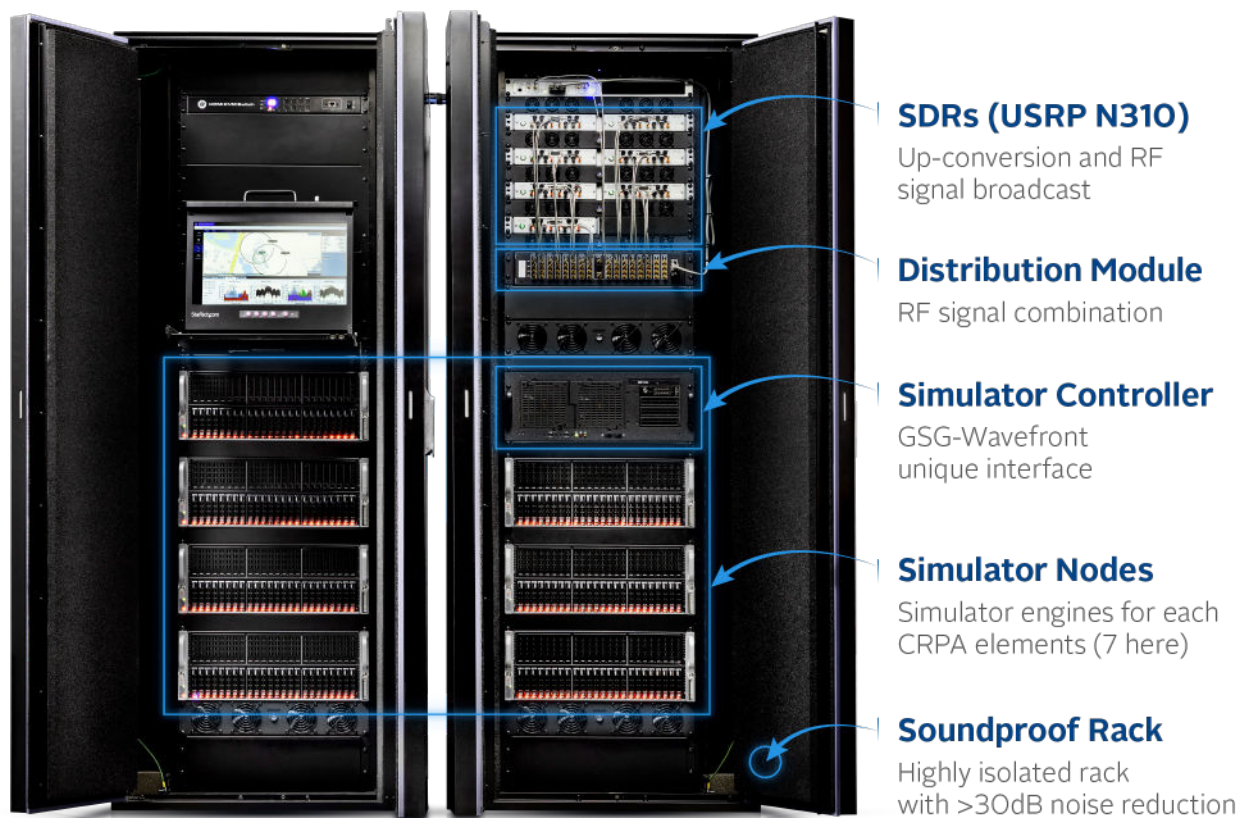 SDRs (USRP N310)
Up-conversion and RF
signal broadcast
Distribution Module
RF signal combination
Simulator Controller
GSG-Wavefront
unique interface
Simulator Nodes
Simulator engines for each
CRPA elements (7 here)
Soundproof Rack
Highly isolated rack
with >30dB noise reduction
StarTech.com